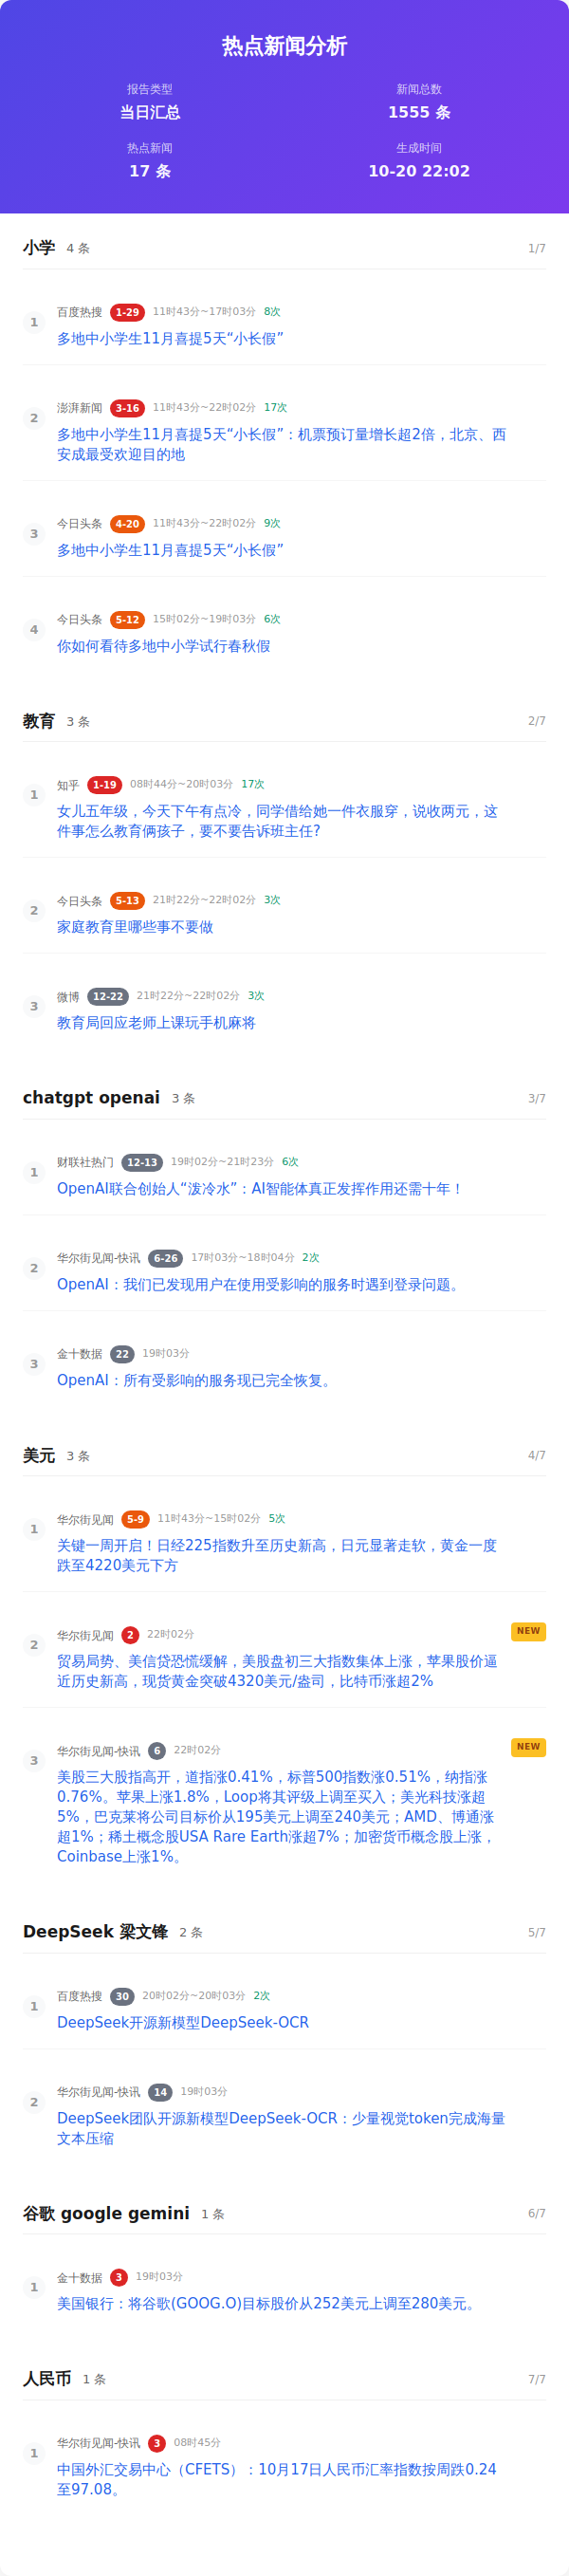 热点新闻分析
报告类型
当日汇总
新闻总数
1555 条
热点新闻
17 条
生成时间
10-20 22:02
小学 4 条 1/7
1
百度热搜 1-29 11时43分~17时03分 8次
多地中小学生11月喜提5天“小长假”
2
澎湃新闻 3-16 11时43分~22时02分 17次
多地中小学生11月喜提5天“小长假”：机票预订量增长超2倍，北京、西
安成最受欢迎目的地
3
今日头条 4-20 11时43分~22时02分 9次
多地中小学生11月喜提5天“小长假”
4
今日头条 5-12 15时02分~19时03分 6次
你如何看待多地中小学试行春秋假
教育 3 条 2/7
1
知乎 1-19 08时44分~20时03分 17次
女儿五年级，今天下午有点冷，同学借给她一件衣服穿，说收两元，这
件事怎么教育俩孩子，要不要告诉班主任?
2
今日头条 5-13 21时22分~22时02分 3次
家庭教育里哪些事不要做
3
微博 12-22 21时22分~22时02分 3次
教育局回应老师上课玩手机麻将
chatgpt openai 3 条 3/7
1
财联社热门 12-13 19时02分~21时23分 6次
OpenAI联合创始人“泼冷水”：AI智能体真正发挥作用还需十年！
2
华尔街见闻-快讯 6-26 17时03分~18时04分 2次
OpenAI：我们已发现用户在使用受影响的服务时遇到登录问题。
3
金十数据 22 19时03分
OpenAI：所有受影响的服务现已完全恢复。
美元 3 条 4/7
1
华尔街见闻 5-9 11时43分~15时02分 5次
关键一周开启！日经225指数升至历史新高，日元显著走软，黄金一度
跌至4220美元下方
2
华尔街见闻 2 22时02分 NEW
贸易局势、美信贷恐慌缓解，美股盘初三大指数集体上涨，苹果股价逼
近历史新高，现货黄金突破4320美元/盎司，比特币涨超2%
3
华尔街见闻-快讯 6 22时02分 NEW
美股三大股指高开，道指涨0.41%，标普500指数涨0.51%，纳指涨
0.76%。苹果上涨1.8%，Loop将其评级上调至买入；美光科技涨超
5%，巴克莱将公司目标价从195美元上调至240美元；AMD、博通涨
超1%；稀土概念股USA Rare Earth涨超7%；加密货币概念股上涨，
Coinbase上涨1%。
DeepSeek 梁文锋 2 条 5/7
1
百度热搜 30 20时02分~20时03分 2次
DeepSeek开源新模型DeepSeek-OCR
2
华尔街见闻-快讯 14 19时03分
DeepSeek团队开源新模型DeepSeek-OCR：少量视觉token完成海量
文本压缩
谷歌 google gemini 1 条 6/7
1
金十数据 3 19时03分
美国银行：将谷歌(GOOG.O)目标股价从252美元上调至280美元。
人民币 1 条 7/7
1
华尔街见闻-快讯 3 08时45分
中国外汇交易中心（CFETS）：10月17日人民币汇率指数按周跌0.24
至97.08。